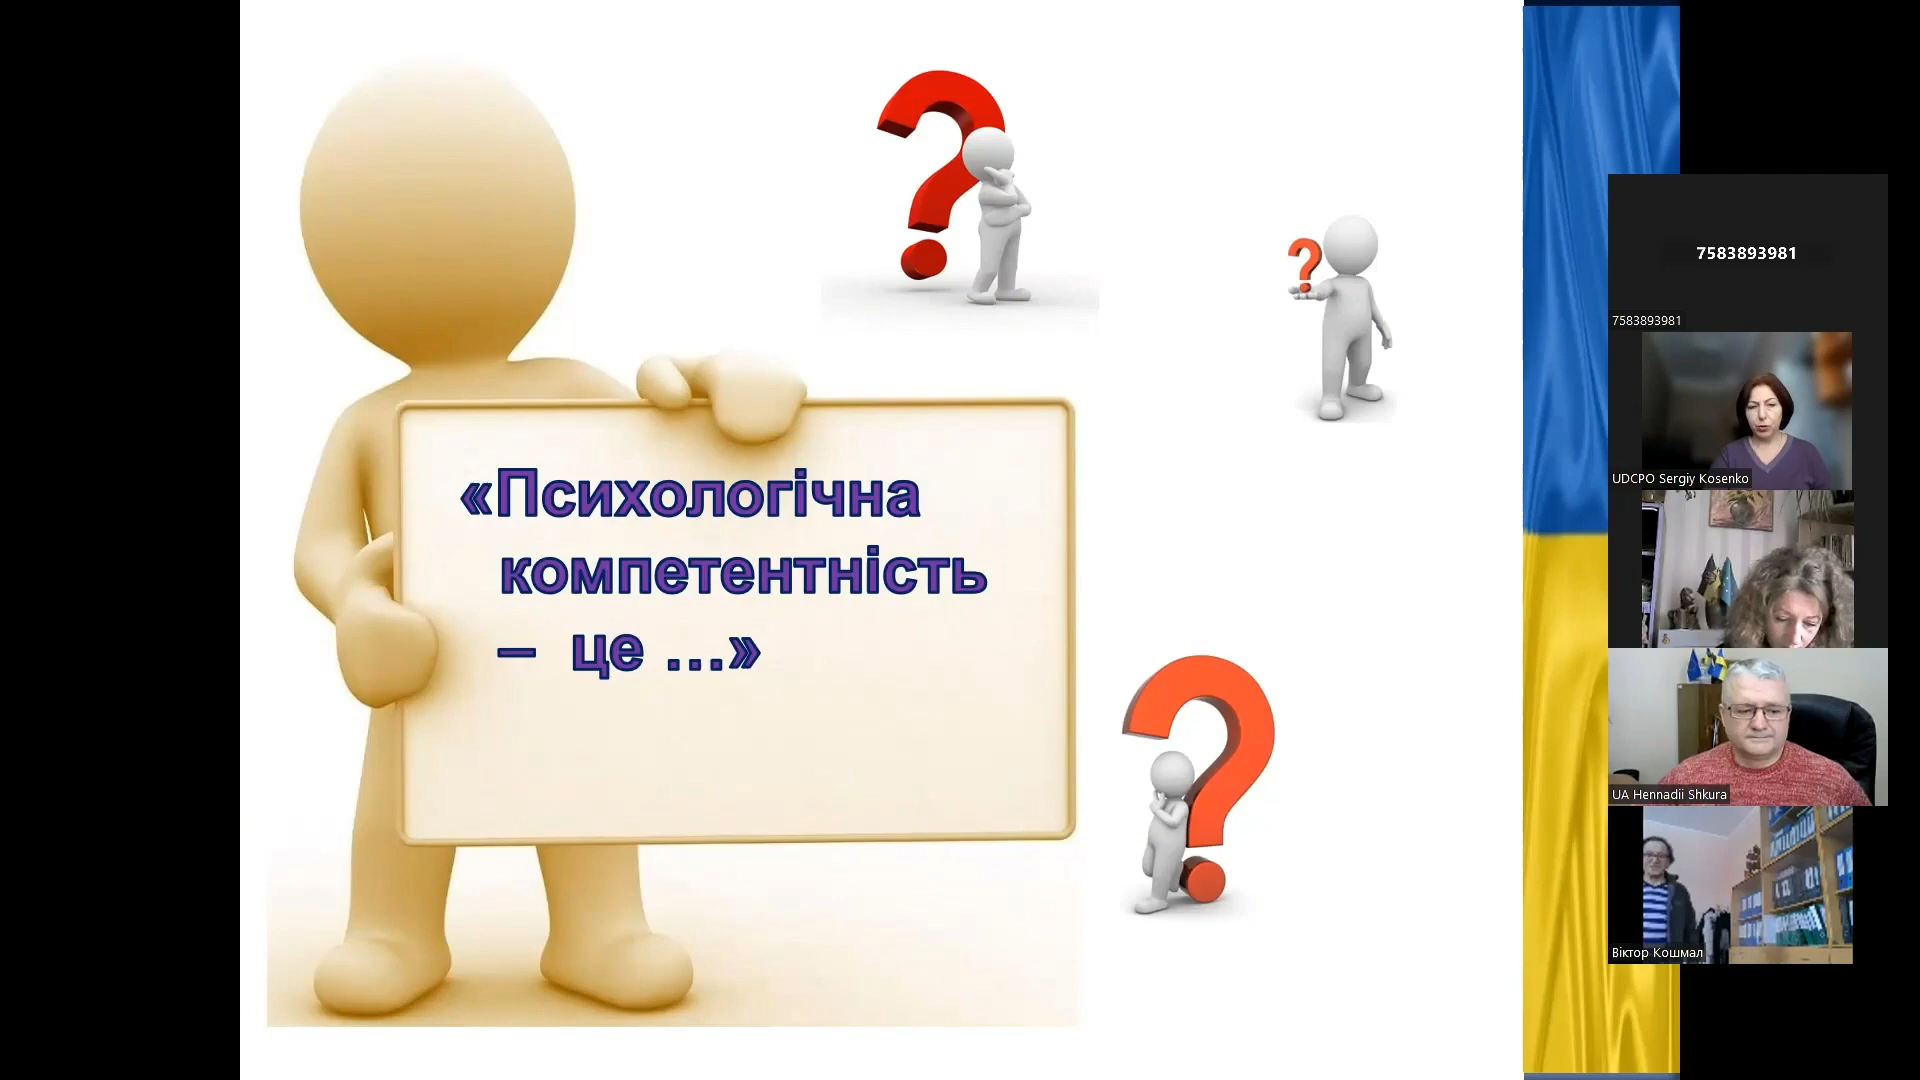 «Психологічна
компетентність
– це ...»
7583893981
7583893981
UDCPO Sergiy Kosenko
UA Hennadii Shkura
Віктор Кошмал